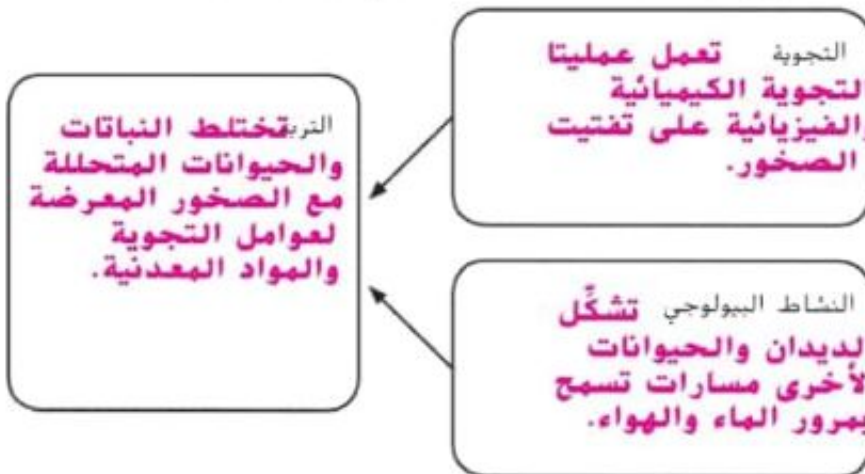 التجوية تعمل عمليتا
التجوية الكيميائية
والفيزيائية على تفتيت
الصخور.
النشاط البيولوجي تشكِّل
الديدان والحيوانات
الأخرى مسارات تسمح
بمرور الماء والهواء.
التربة تختلط النباتات
والحيوانات المتحللة
مع الصخور المعرضة
لعوامل التجوية
والمواد المعدنية.